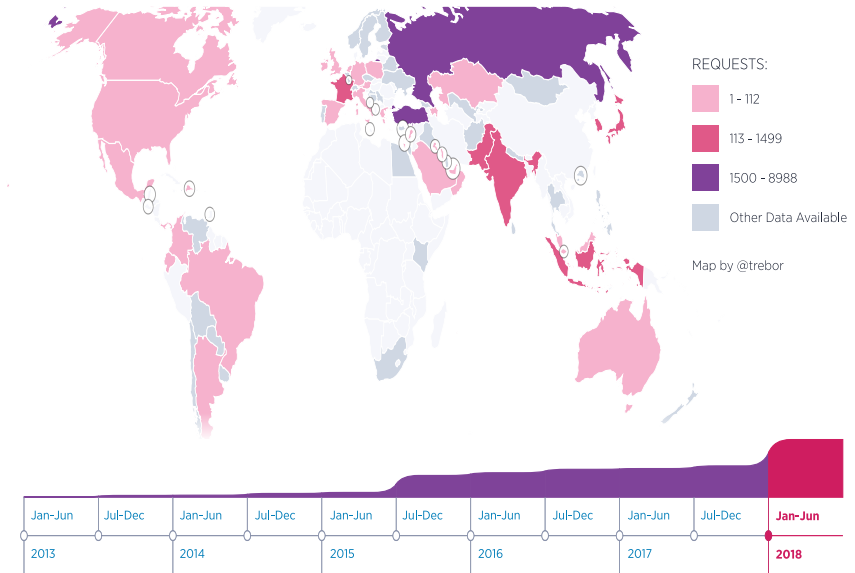 REQUESTS:
1 - 112
113 - 1499
1500 - 8988
Other Data Available
Map by @trebor
Jan-Jun
Jul-Dec
Jan-Jun
Jul-Dec
Jan-Jun
Jul-Dec
Jan-Jun
Jul-Dec
Jan-Jun
Jul-Dec
Jan-Jun
2013
2014
2015
2016
2017
2018